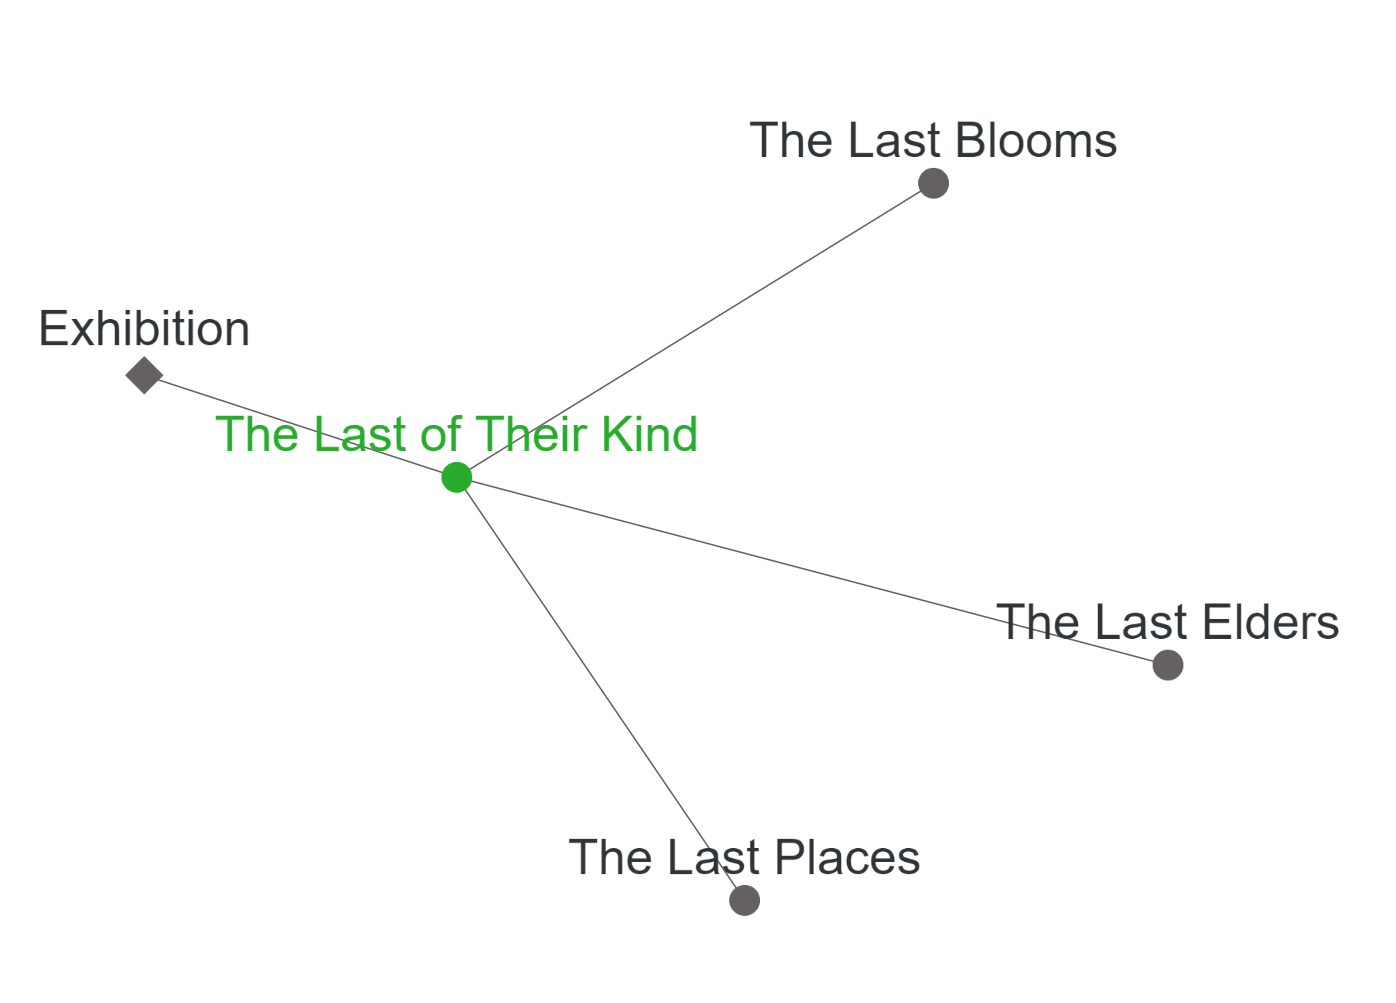 The Last Blooms
Exhibition
The Last of Their Kind
The Last Elders
The Last Places